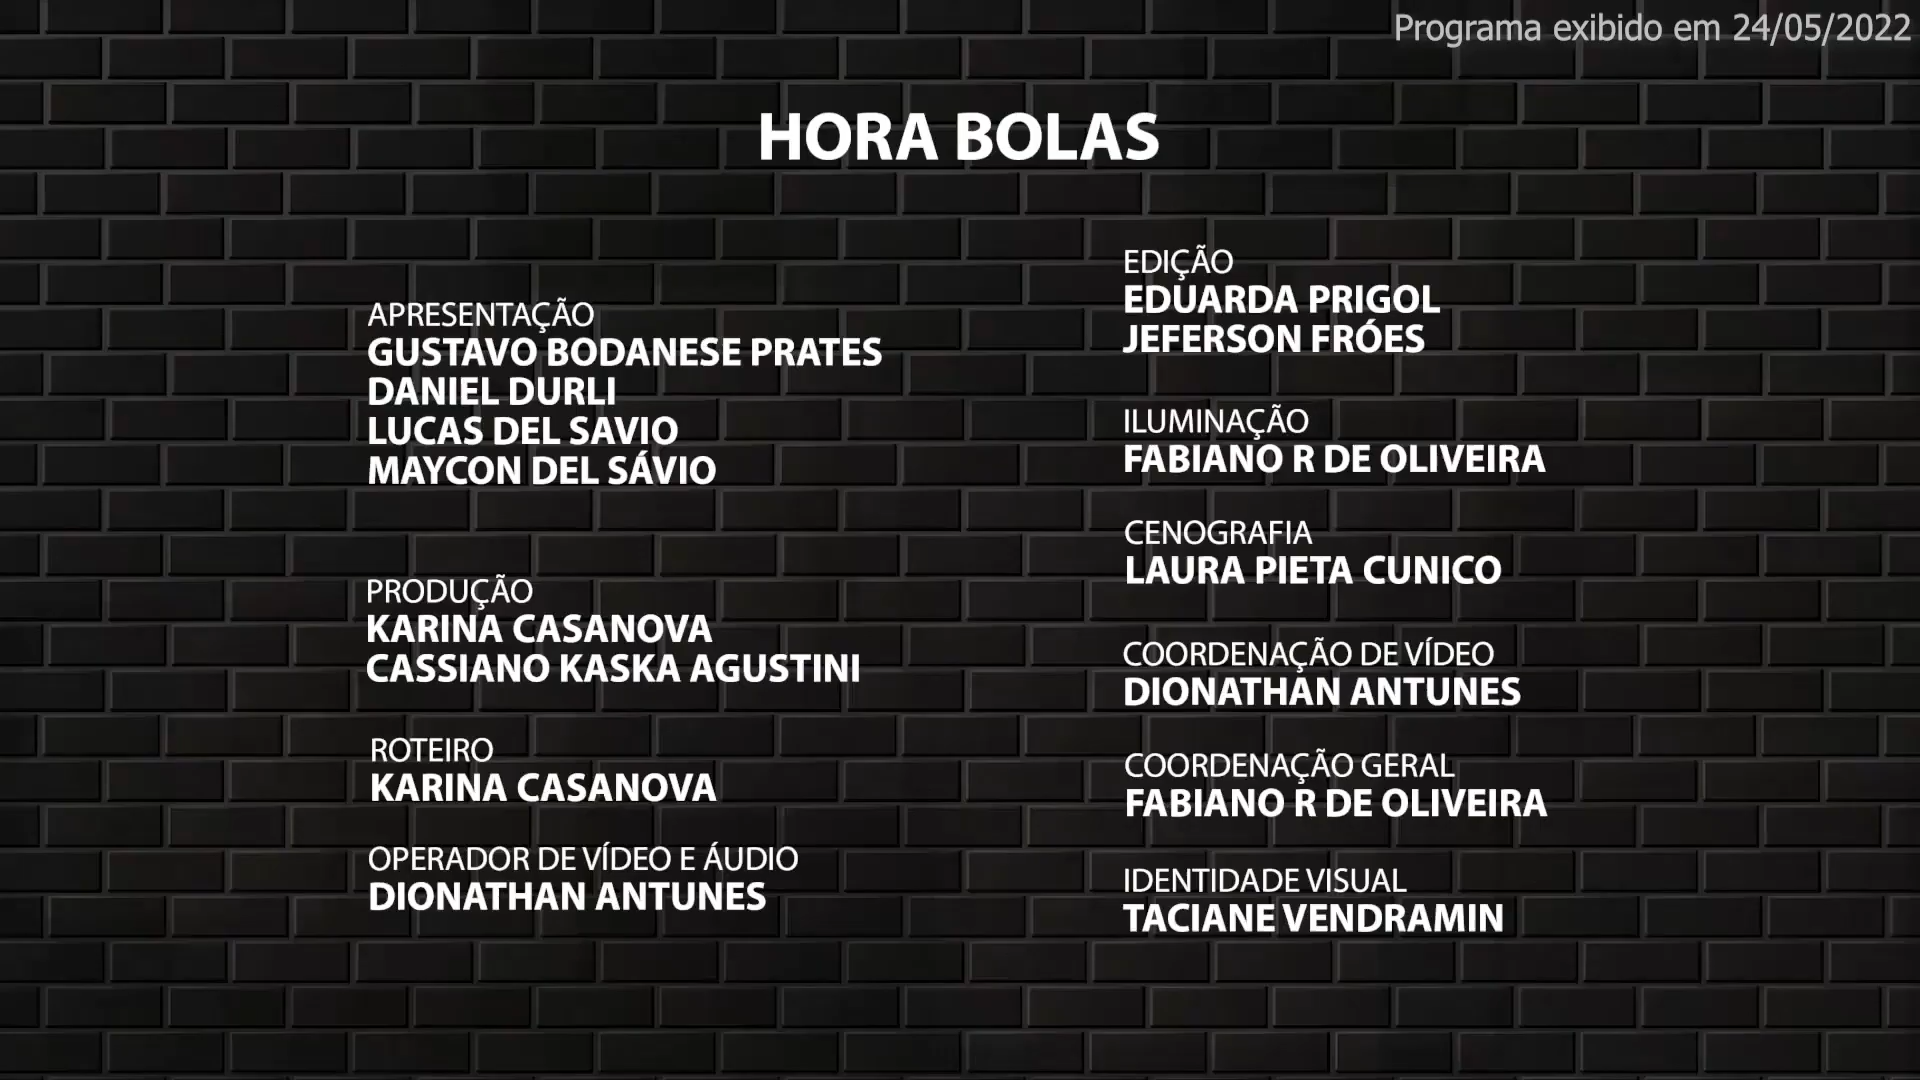 Programa exibido em 24/05/2022
HORA BOLAS
APRESENTAÇÃO
GUSTAVO BODANESE PRATES
DANIEL DURLI
LUCAS DEL SAVIO
MAYCON DEL SÁVIO
PRODUÇÃO
KARINA CASANOVA
CASSIANO KASKA AGUSTINI
ROTEIRO
KARINA CASANOVA
OPERADOR DE VÍDEO E ÁUDIO
DIONATHAN ANTUNES
EDIÇÃO
EDUARDA PRIGOL
JEFERSON FRÓES
ILUMINAÇÃO
FABIANO R DE OLIVEIRA
CENOGRAFIA
LAURA PIETA CUNICO
COORDENAÇÃO DE VÍDEO
DIONATHAN ANTUNES
COORDENAÇÃO GERAL
FABIANO R DE OLIVEIRA
IDENTIDADE VISUAL
TACIANE VENDRAMIN